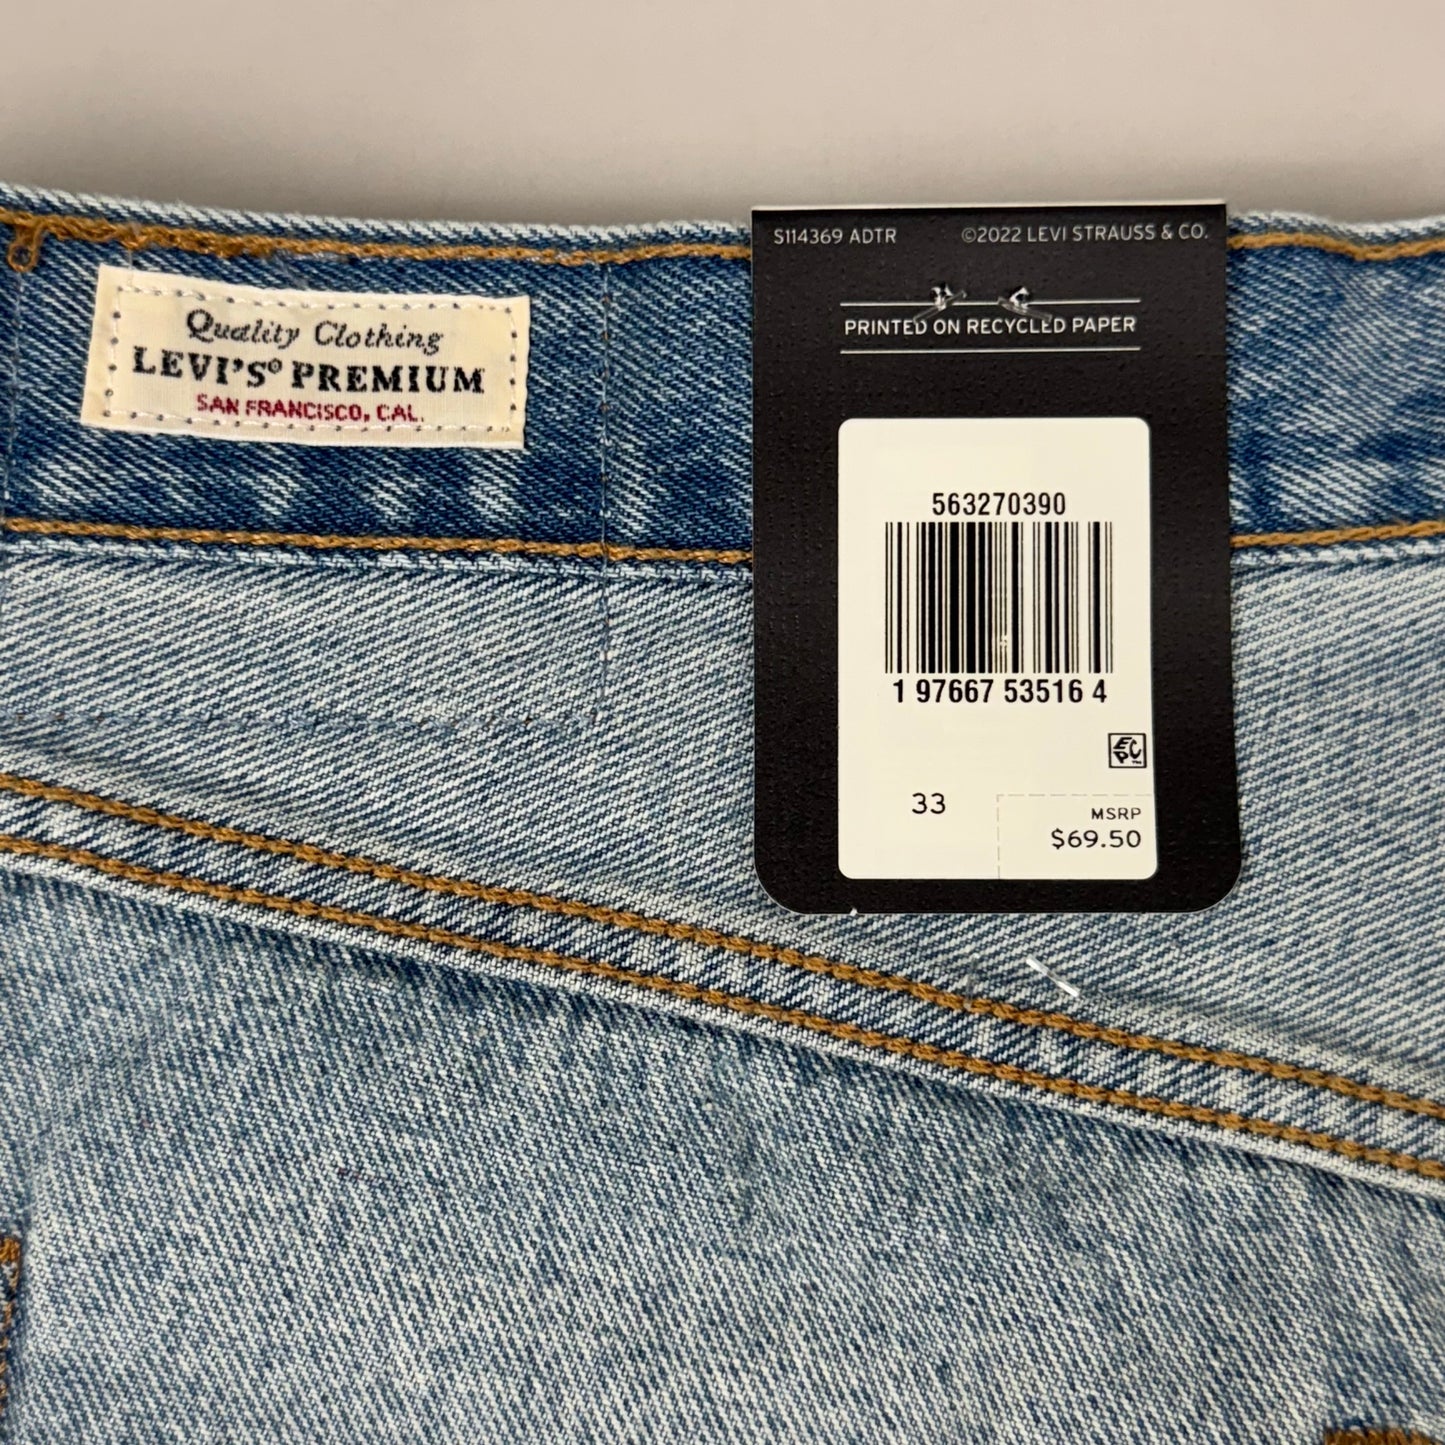 Quality Clothing
LEVI'S® PREMIUM
SAN FRANCISCO, CAL.
S114369 ADTR ©2022 LEVI STRAUSS & CO.
PRINTED ON RECYCLED PAPER
563270390
1 97667 53516 4
EPC™
33
MSRP
$69.50